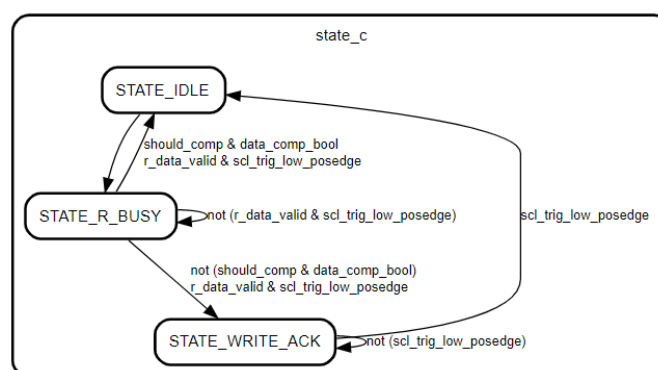 state_c
STATE_IDLE
should_comp & data_comp_bool
r_data_valid & scl_trig_low_posedge
STATE_R_BUSY
not (r_data_valid & scl_trig_low_posedge)
scl_trig_low_posedge
not (should_comp & data_comp_bool)
r_data_valid & scl_trig_low_posedge
STATE_WRITE_ACK
not (scl_trig_low_posedge)